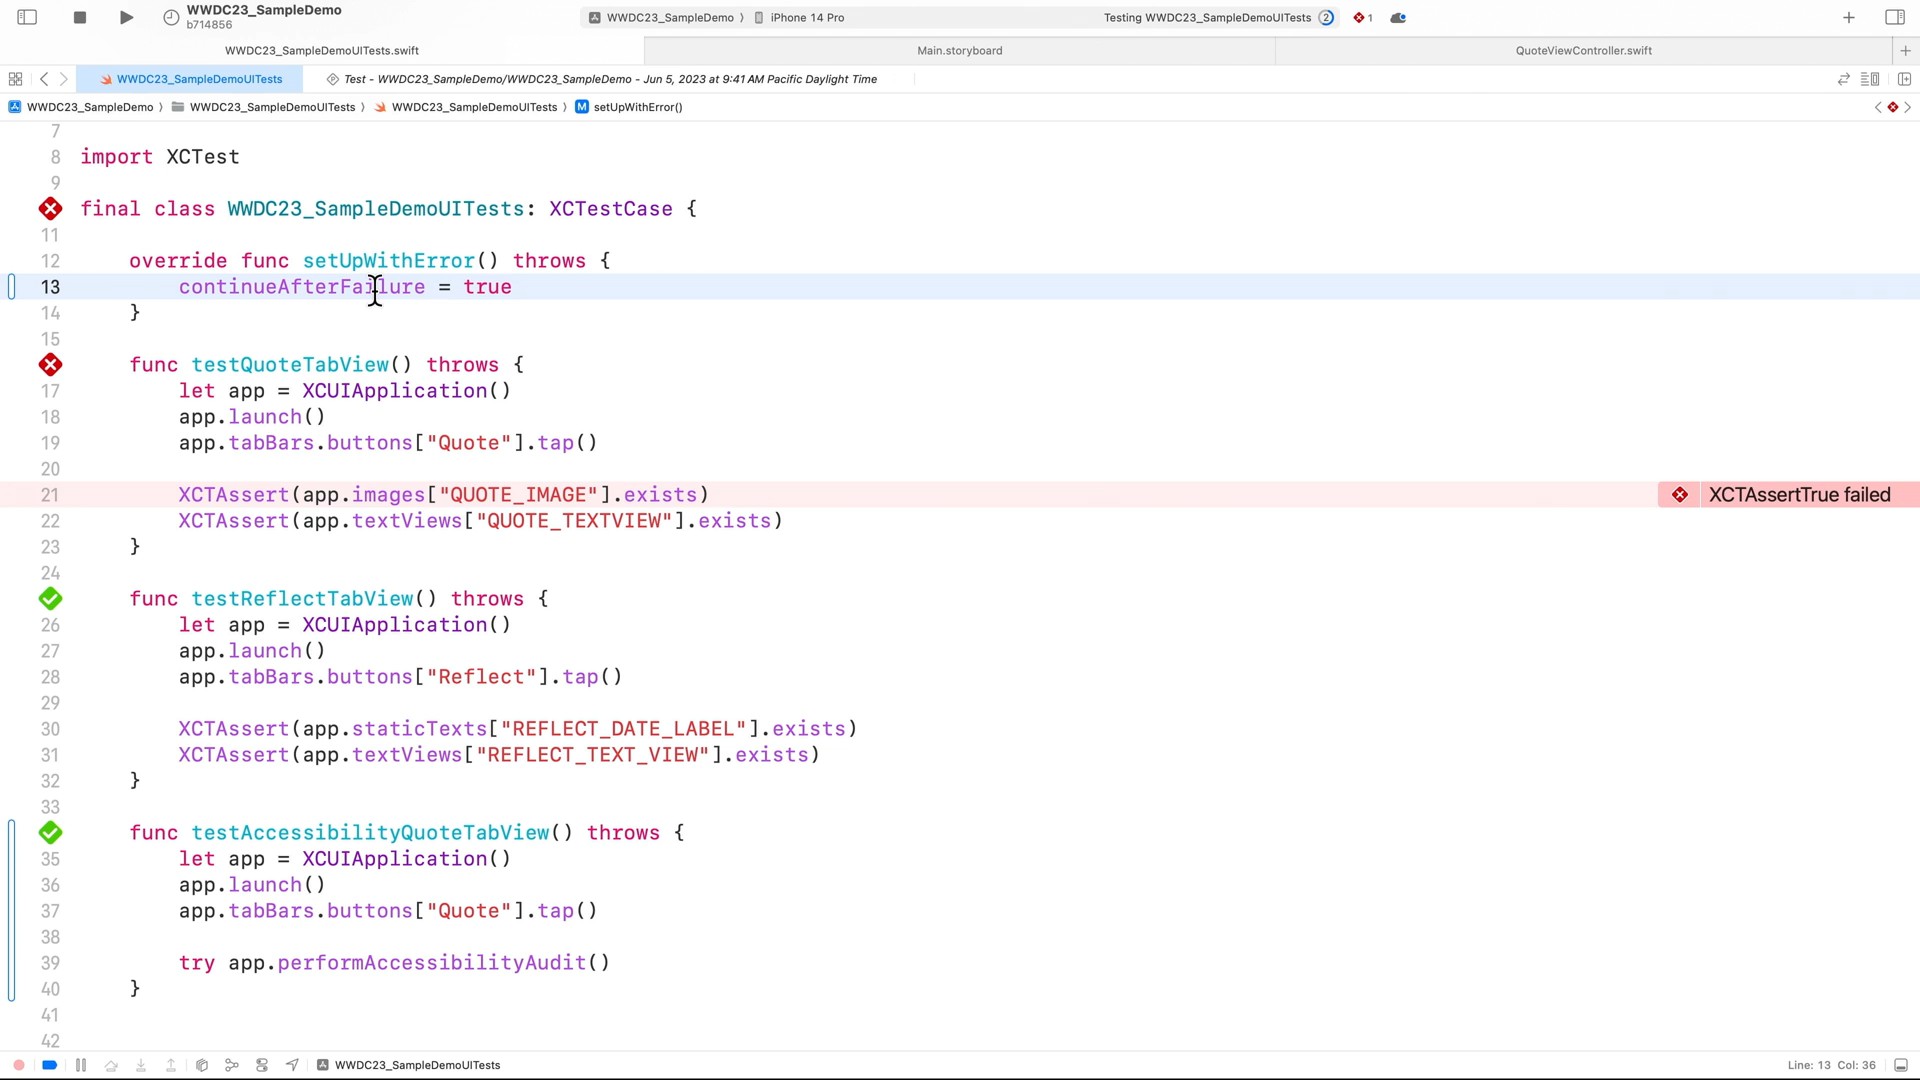 WWDC23_SampleDemo
b714856
WWDC23_SampleDemo 〉 iPhone 14 Pro
Testing WWDC23_SampleDemoUITests 2
1
WWDC23_SampleDemoUITests.swift
Main.storyboard
QuoteViewController.swift
WWDC23_SampleDemoUITests
Test - WWDC23_SampleDemo/WWDC23_SampleDemo - Jun 5, 2023 at 9:41 AM Pacific Daylight Time
WWDC23_SampleDemo 〉 WWDC23_SampleDemoUITests 〉 WWDC23_SampleDemoUITests 〉 M setUpWithError()
7
8 import XCTest
9
final class WWDC23_SampleDemoUITests: XCTestCase {
11
12 override func setUpWithError() throws {
13 continueAfterFailure = true
14 }
15
func testQuoteTabView() throws {
17 let app = XCUIApplication()
18 app.launch()
19 app.tabBars.buttons["Quote"].tap()
20
21 XCTAssert(app.images["QUOTE_IMAGE"].exists) XCTAssertTrue failed
22 XCTAssert(app.textViews["QUOTE_TEXTVIEW"].exists)
23 }
24
func testReflectTabView() throws {
26 let app = XCUIApplication()
27 app.launch()
28 app.tabBars.buttons["Reflect"].tap()
29
30 XCTAssert(app.staticTexts["REFLECT_DATE_LABEL"].exists)
31 XCTAssert(app.textViews["REFLECT_TEXT_VIEW"].exists)
32 }
33
func testAccessibilityQuoteTabView() throws {
35 let app = XCUIApplication()
36 app.launch()
37 app.tabBars.buttons["Quote"].tap()
38
39 try app.performAccessibilityAudit()
40 }
41
42
WWDC23_SampleDemoUITests
Line: 13 Col: 36